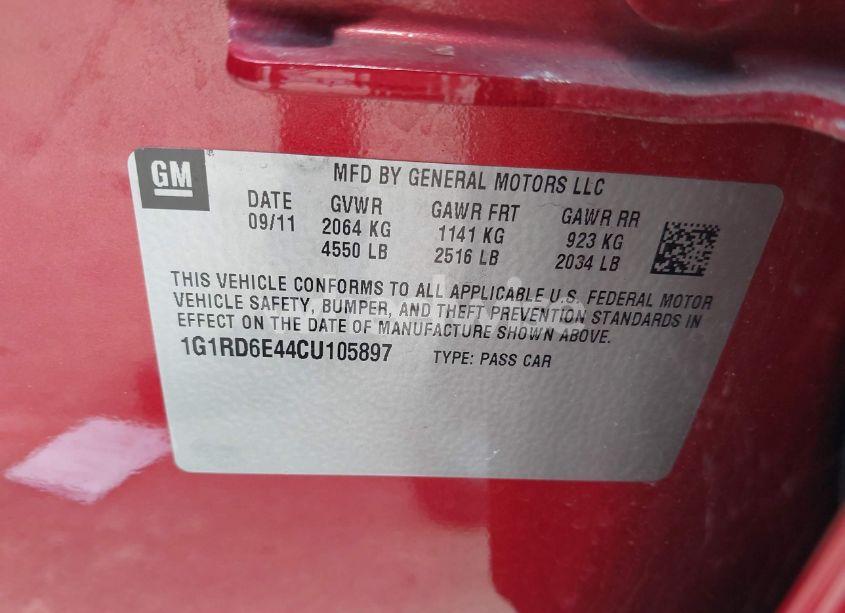 GM
MFD BY GENERAL MOTORS LLC
DATE GVWR GAWR FRT GAWR RR
09/11 2064 KG 1141 KG 923 KG
4550 LB 2516 LB 2034 LB
THIS VEHICLE CONFORMS TO ALL APPLICABLE U.S. FEDERAL MOTOR
VEHICLE SAFETY, BUMPER, AND THEFT PREVENTION STANDARDS IN
EFFECT ON THE DATE OF MANUFACTURE SHOWN ABOVE.
1G1RD6E44CU105897 TYPE: PASS CAR